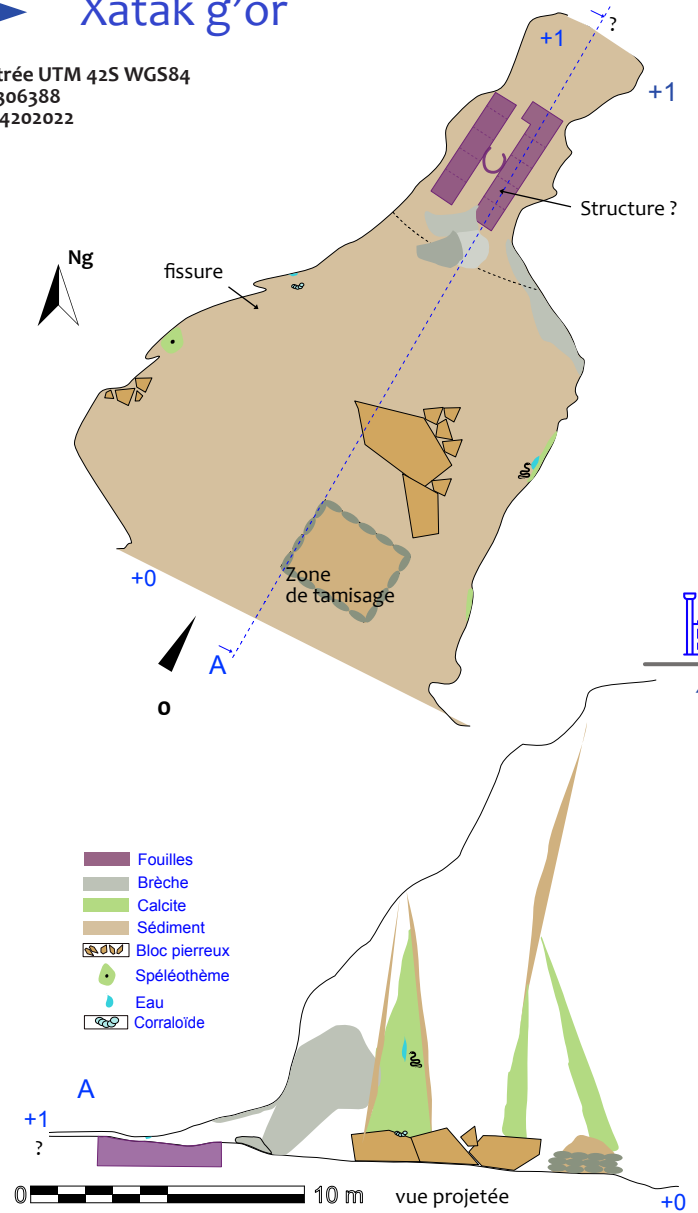 Xatak g'or
trée UTM 42S WGS84
306388
4202022
+1
?
+1
Structure ?
Ng
fissure
Zone
de tamisage
+0
A
0
Fouilles
Brèche
Calcite
Sédiment
Bloc pierreux
Spéléothème
Eau
Corraloïde
A
+1
?
0 10 m vue projetée
+0